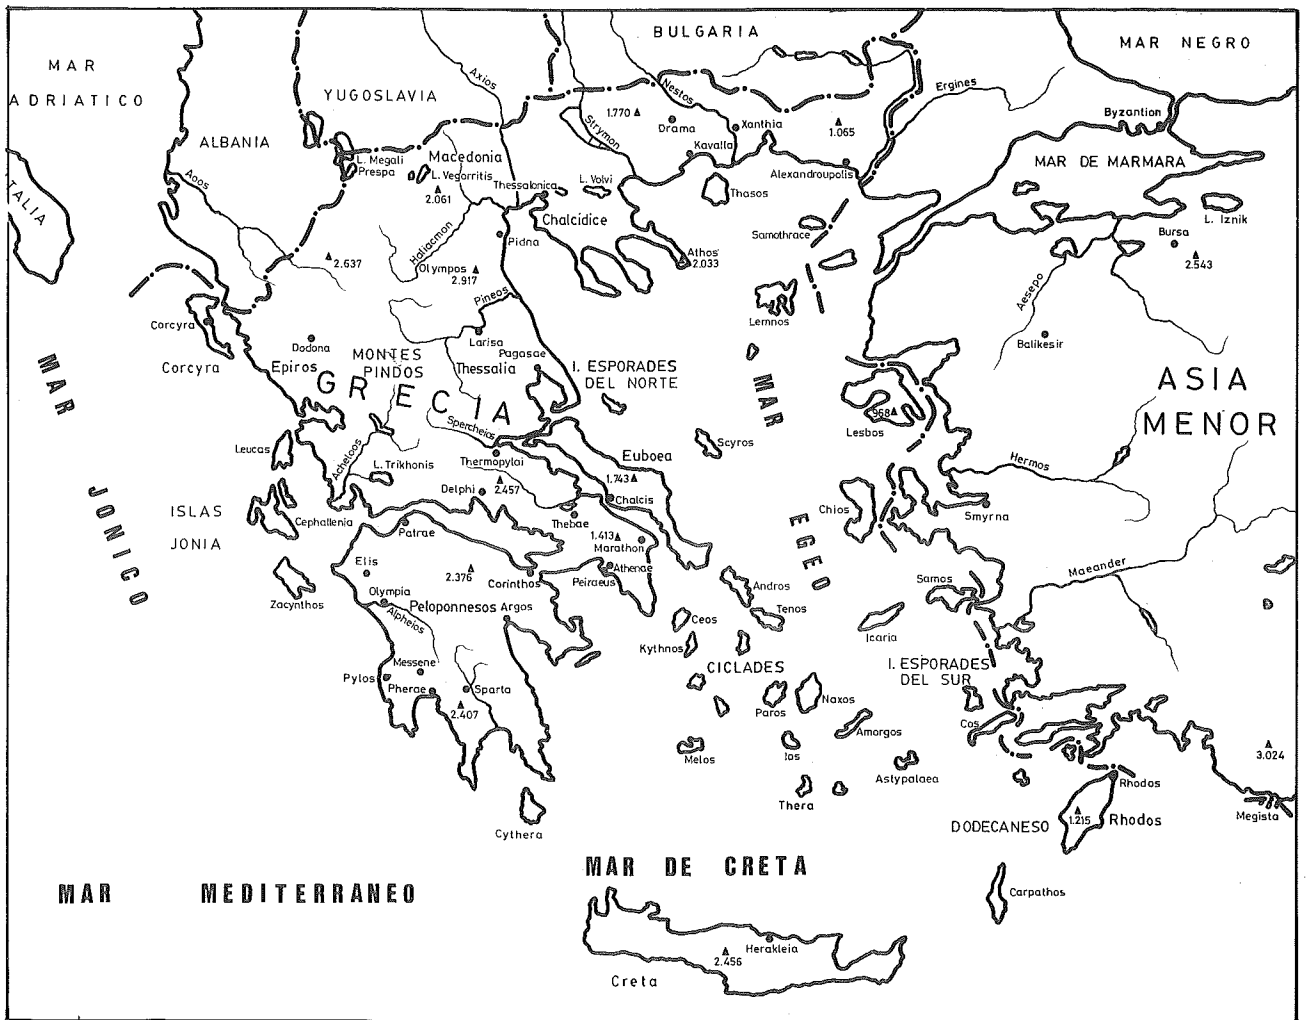 BULGARIA
MAR NEGRO
MAR
ADRIATICO
YUGOSLAVIA
Axios
Nestos
Ergines
1.770
Drama
Xanthia
1.065
Byzantion
ALBANIA
Strymon
Kavalla
L. Megali
Prespa
Macedonia
L. Vegorritis
2.061
MAR DE MARMARA
Alexandroupolis
ITALIA
Aoos
Thessalonica
L. Volvi
Thasos
L. Iznik
Chalcídice
Haliacmon
Pidna
Samothrace
Bursa
2.543
2.637
Olympos
2.917
Athos
2.033
Aesepo
Pineos
Lemnos
Corcyra
Corcyra
Dodona
Larisa
Balikesir
MONTES
PINDOS
Epiros
Pagasae
Thessalia
I. ESPORADES
DEL NORTE
GRECIA
MAR JONICO
MAR EGEO
ASIA
MENOR
968
Lesbos
Spercheios
Leucas
Acheloos
L. Trikhonis
Thermopylai
Euboea
Scyros
Hermos
1.743
Delphi
2.457
Chalcis
ISLAS
JONIA
Cephallenia
Thebae
Chios
Smyrna
Patrae
1.413
Marathon
Elis
2.376
Corinthos
Athenae
Peiraeus
Maeander
Zacynthos
Olympia
Alpheios
Peloponnesos
Argos
Andros
Tenos
Samos
Ceos
Icaria
Kythnos
Messene
Pylos
Pherae
Sparta
2.407
CICLADES
I. ESPORADES
DEL SUR
Paros
Naxos
Cos
Amorgos
Melos
Ios
Astypalaea
3.024
Thera
Rhodos
Megista
Cythera
DODECANESO
1.215
Rhodos
MAR DE CRETA
MAR MEDITERRANEO
Carpathos
Herakleia
2.456
Creta